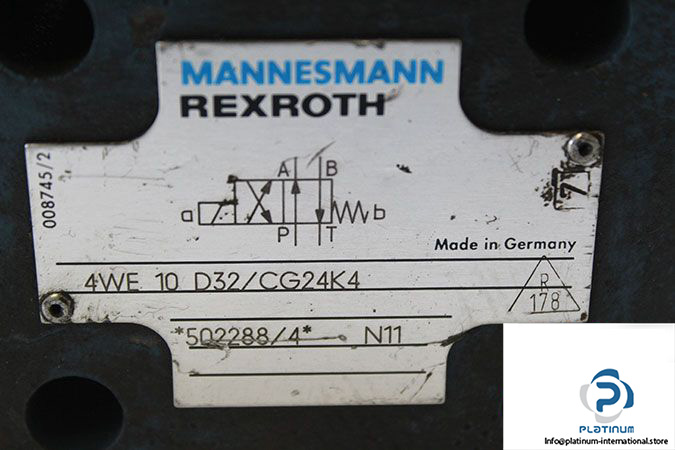 MANNESMANN
REXROTH
008745/2
A B
a b
P T
7
Made in Germany
4WE 10 D32/CG24K4
R
178
*502288/4* N11
PLATINUM
Info@platinum-international.store